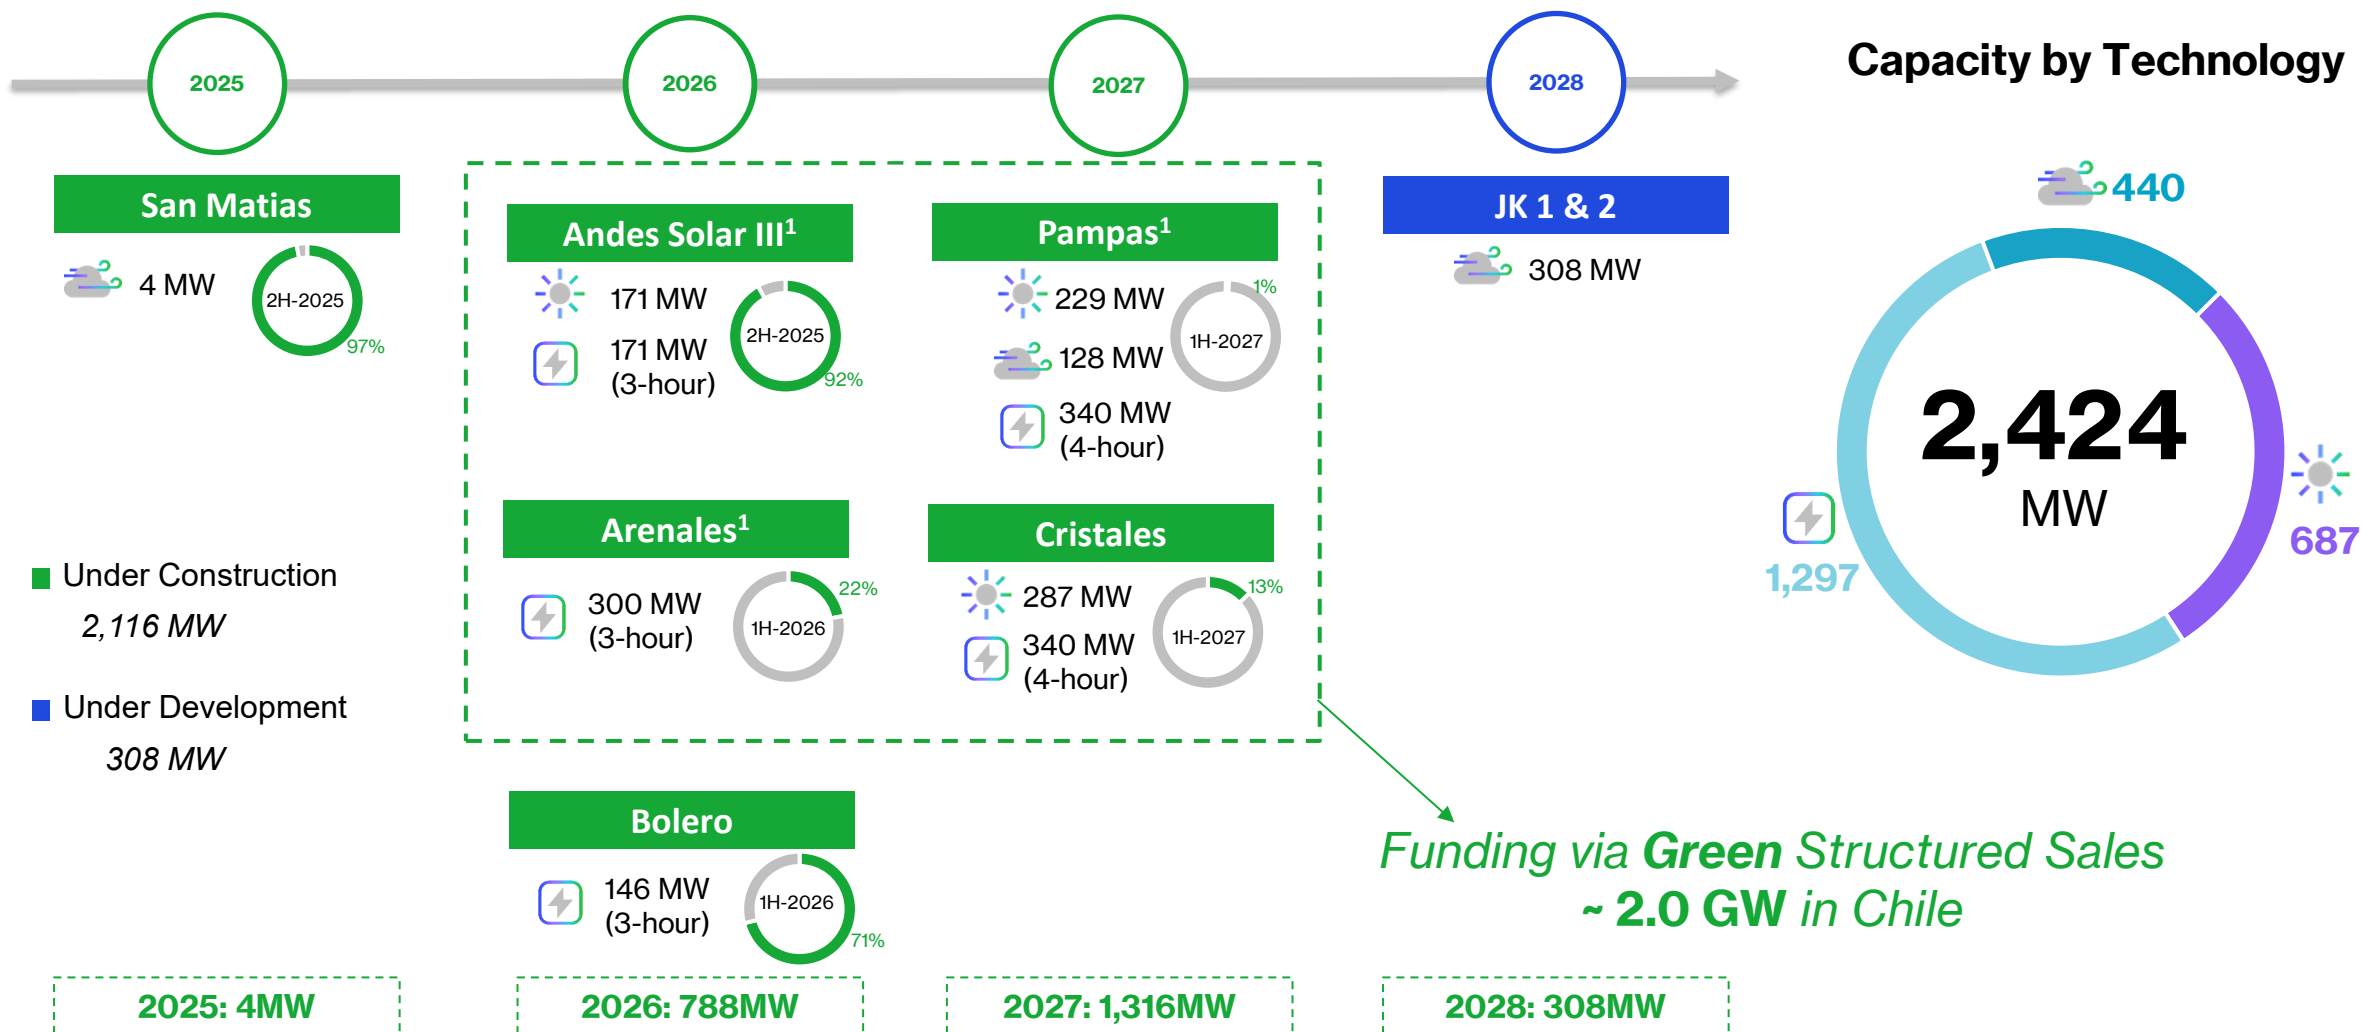 2025
2026
2027
2028
Capacity by Technology
San Matias
4 MW
2H-2025
97%
Andes Solar III¹
171 MW
171 MW
(3-hour)
2H-2025
92%
Pampas¹
229 MW
128 MW
340 MW
(4-hour)
1H-2027
1%
JK 1 & 2
308 MW
Arenales¹
300 MW
(3-hour)
1H-2026
22%
Cristales
287 MW
340 MW
(4-hour)
1H-2027
13%
Bolero
146 MW
(3-hour)
1H-2026
71%
Under Construction
2,116 MW
Under Development
308 MW
440
2,424
MW
687
1,297
Funding via Green Structured Sales
~ 2.0 GW in Chile
2025: 4MW
2026: 788MW
2027: 1,316MW
2028: 308MW